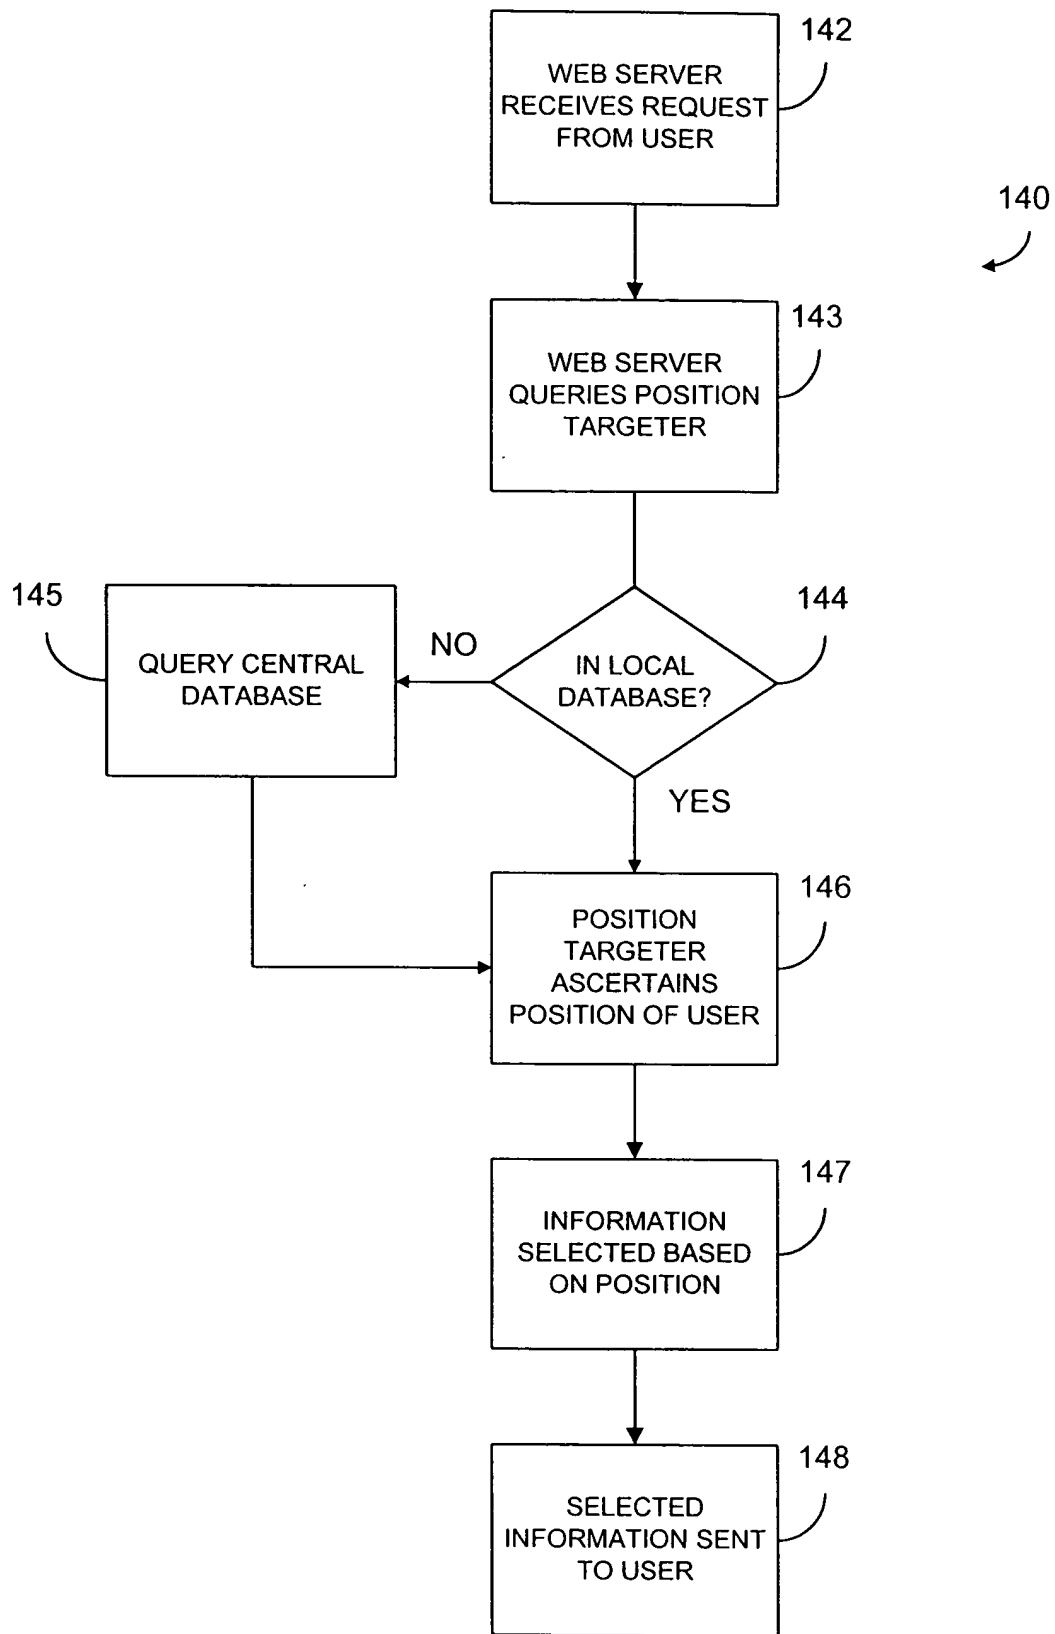 142
WEB SERVER
RECEIVES REQUEST
FROM USER
140
143
WEB SERVER
QUERIES POSITION
TARGETER
145
144
NO
QUERY CENTRAL
DATABASE
IN LOCAL
DATABASE?
YES
146
POSITION
TARGETER
ASCERTAINS
POSITION OF USER
147
INFORMATION
SELECTED BASED
ON POSITION
148
SELECTED
INFORMATION SENT
TO USER